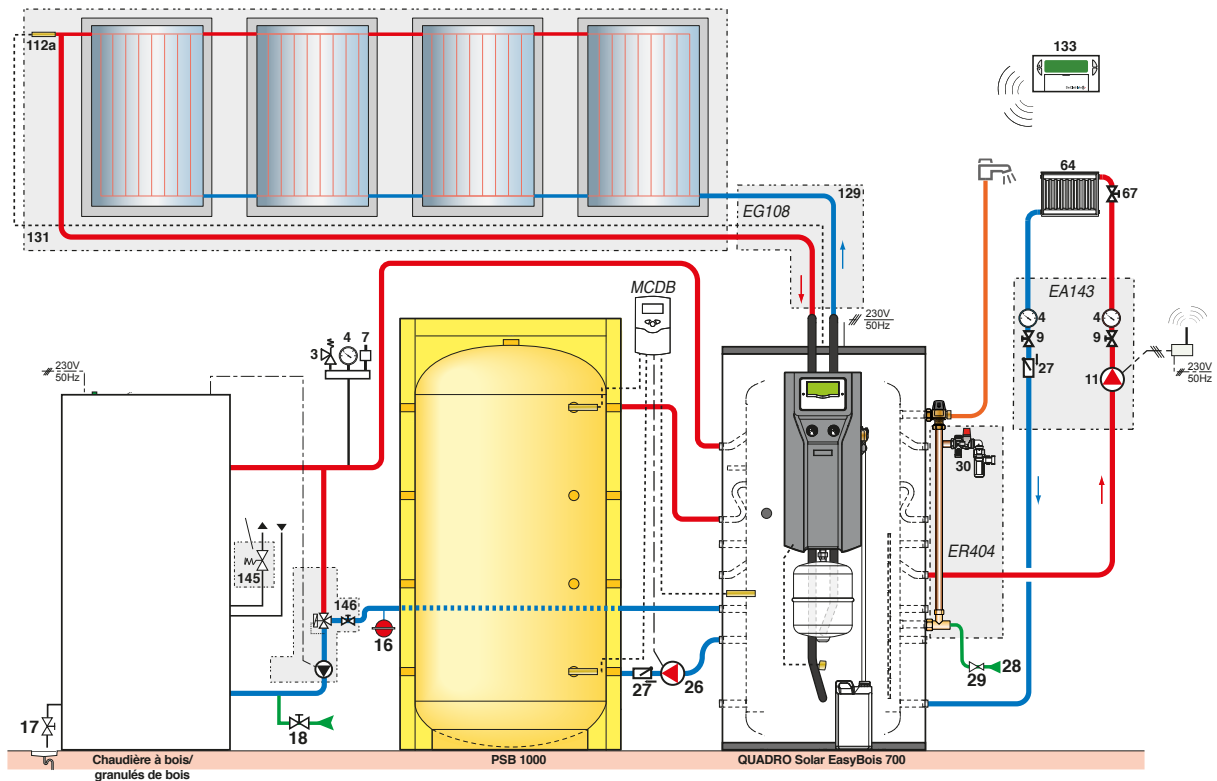 112a
133
131
EG108
129
64
67
EA143
4
4
9
9
27
11
230V
50Hz
MCDB
230V
50Hz
230V
50Hz
3
4
7
30
ER404
145
146
16
27
26
28
29
17
18
Chaudière à bois/
granulés de bois
PSB 1000
QUADRO Solar EasyBois 700